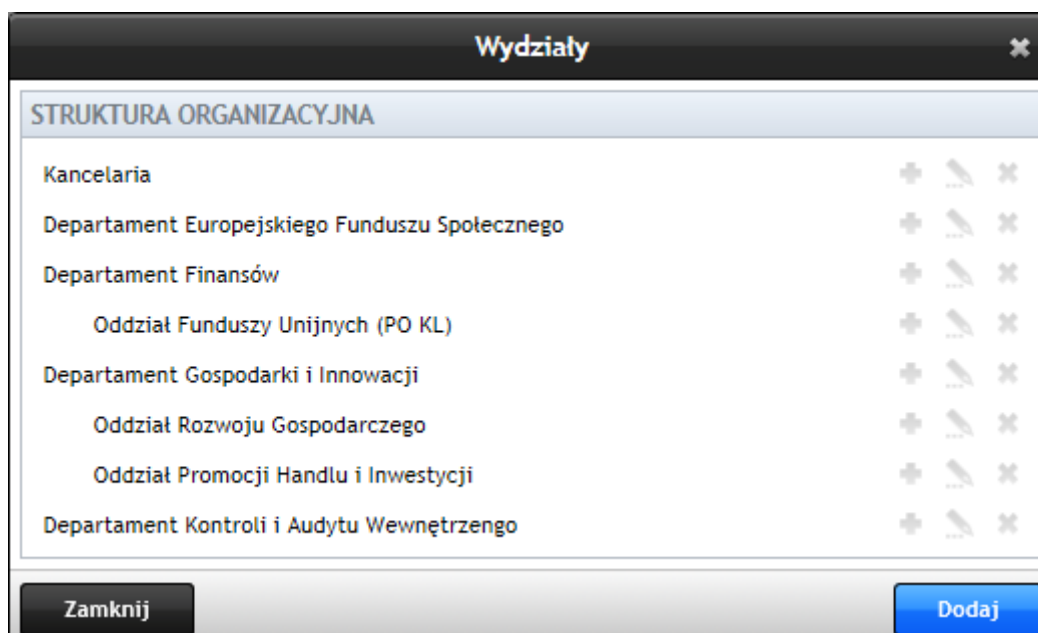 Wydziały
STRUKTURA ORGANIZACYJNA
Kancelaria
Departament Europejskiego Funduszu Społecznego
Departament Finansów
Oddział Funduszy Unijnych (PO KL)
Departament Gospodarki i Innowacji
Oddział Rozwoju Gospodarczego
Oddział Promocji Handlu i Inwestycji
Departament Kontroli i Audytu Wewnętrzengo
Zamknij
Dodaj